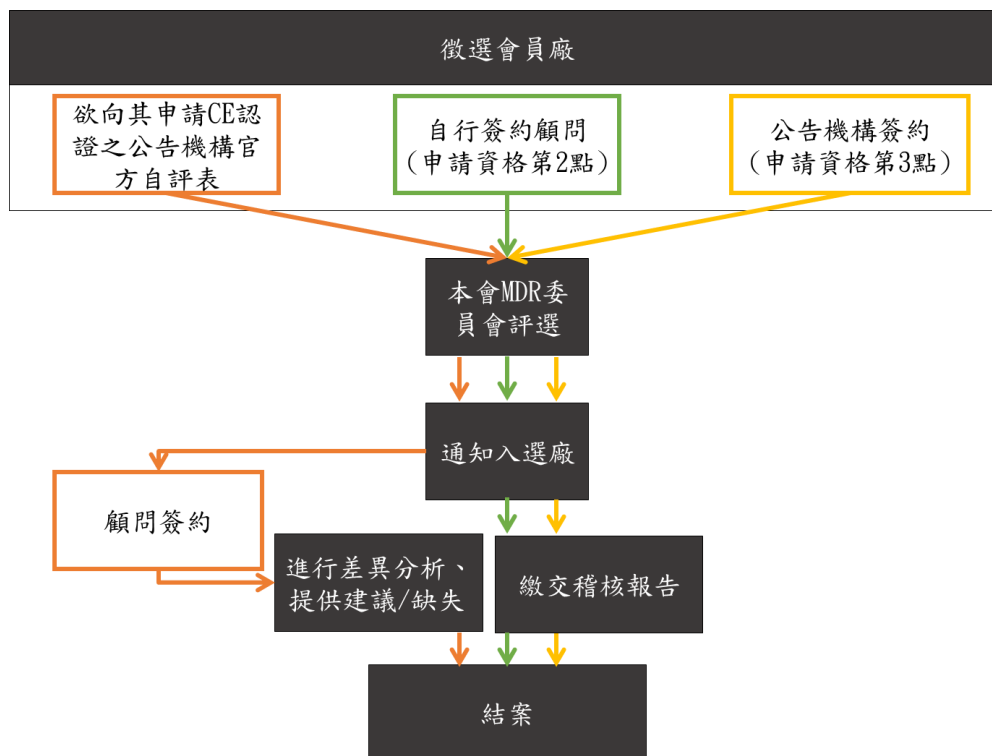 徵選會員廠
欲向其申請CE認
證之公告機構官
方自評表
自行簽約顧問
(申請資格第2點)
公告機構簽約
(申請資格第3點)
本會MDR委
員會評選
通知入選廠
顧問簽約
進行差異分析、
提供建議/缺失
繳交稽核報告
結案